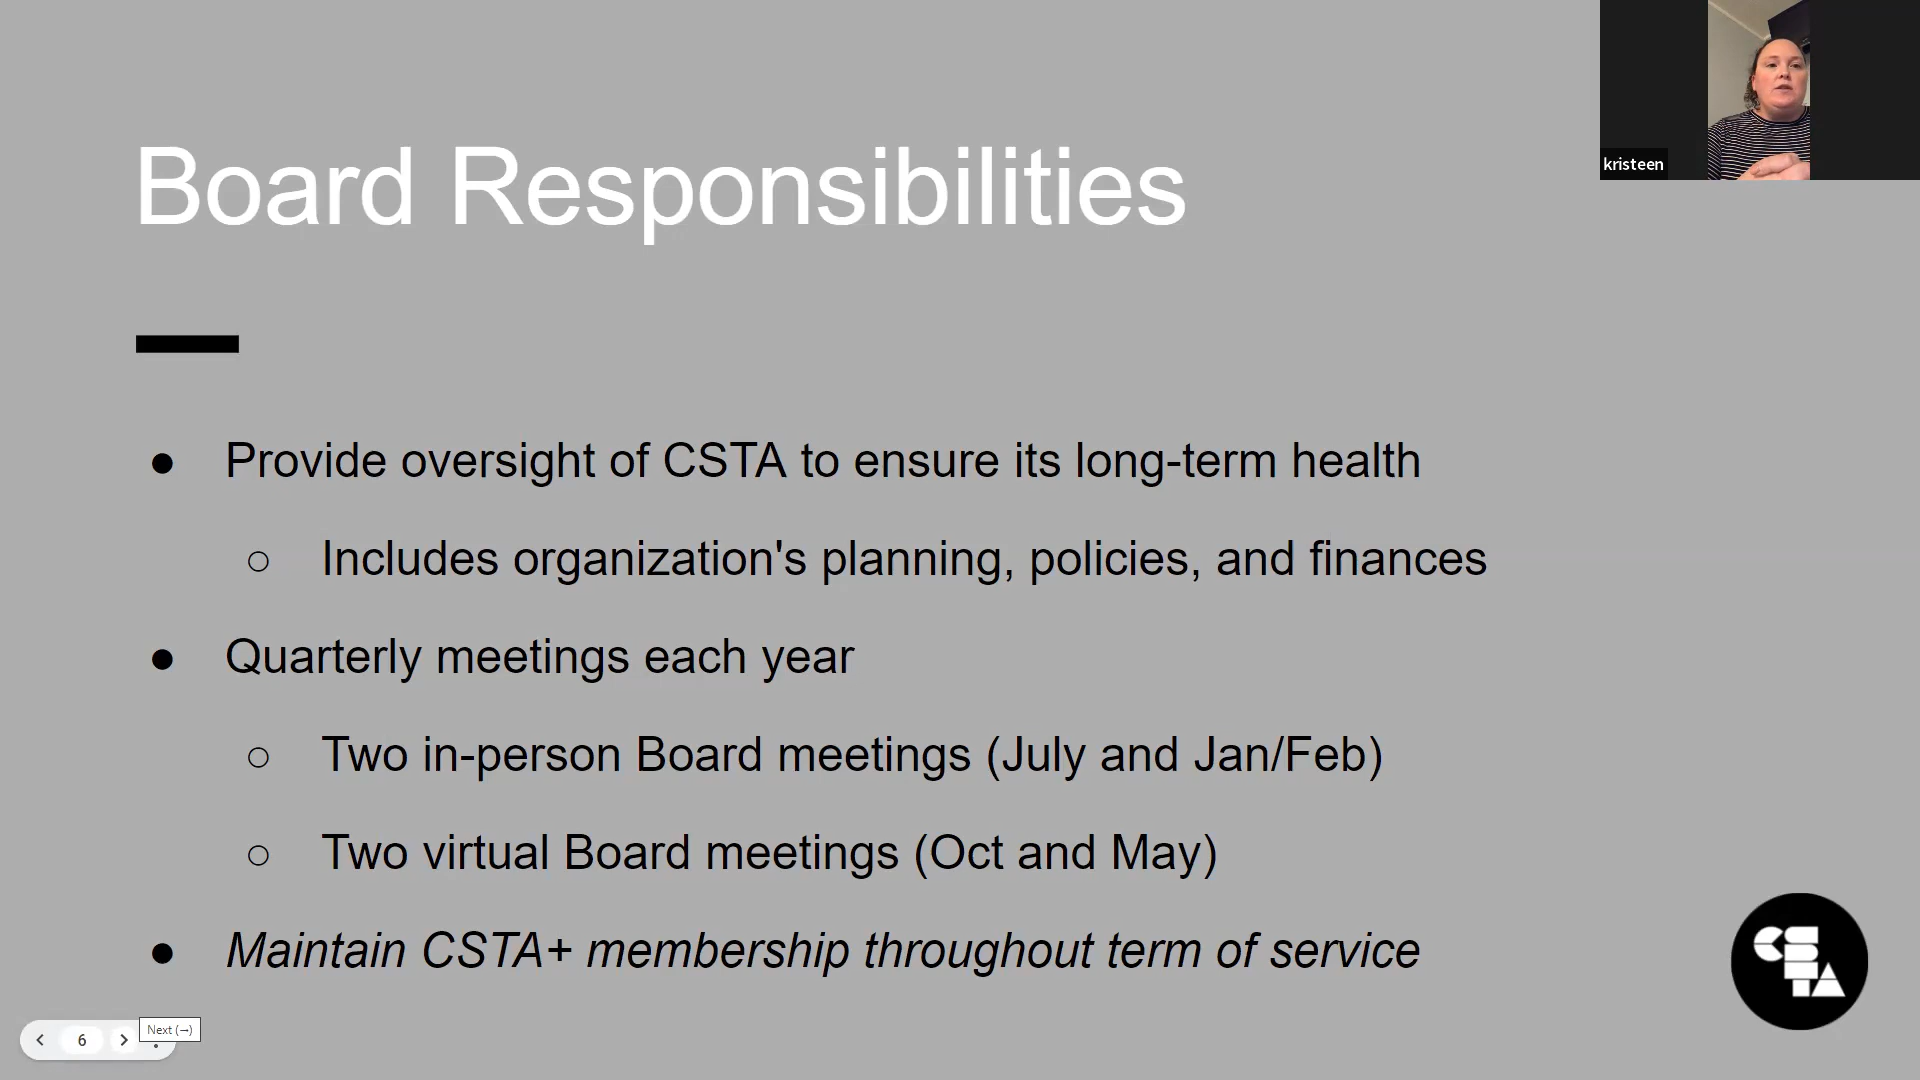 kristeen
Board Responsibilities
● Provide oversight of CSTA to ensure its long-term health
○ Includes organization's planning, policies, and finances
● Quarterly meetings each year
○ Two in-person Board meetings (July and Jan/Feb)
○ Two virtual Board meetings (Oct and May)
● Maintain CSTA+ membership throughout term of service
CSTA
Next (→)
6